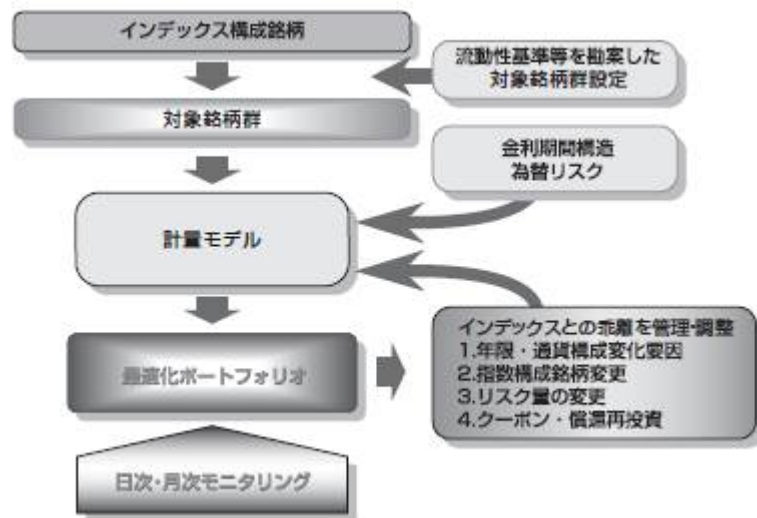 インデックス構成銘柄
流動性基準等を勘案した
対象銘柄群設定
対象銘柄群
金利期間構造
為替リスク
計量モデル
インデックスとの乖離を管理・調整
1.年限・通貨構成変化要因
2.指数構成銘柄変更
3.リスク量の変更
4.クーポン・償還再投資
最適化ポートフォリオ
日次・月次モニタリング